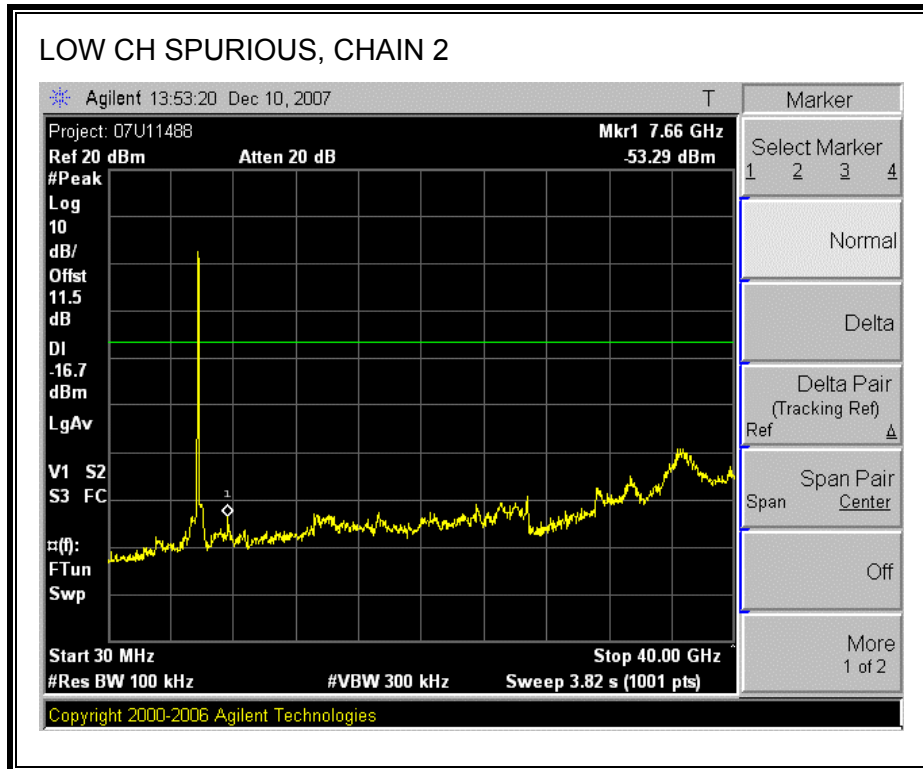 LOW CH SPURIOUS, CHAIN 2
Agilent 13:53:20 Dec 10, 2007 T
Project: 07U11488 Mkr1 7.66 GHz
Ref 20 dBm Atten 20 dB -53.29 dBm
#Peak
Log
10
dB/
Offst
11.5
dB
DI
-16.7
dBm
LgAv
V1 S2
S3 FC
¤(f):
FTun
Swp
1
Start 30 MHz Stop 40.00 GHz ^
#Res BW 100 kHz #VBW 300 kHz Sweep 3.82 s (1001 pts)
Copyright 2000-2006 Agilent Technologies
Marker
Select Marker
1 2 3 4
Normal
Delta
Delta Pair
(Tracking Ref)
Ref Δ
Span Pair
Span Center
Off
More
1 of 2